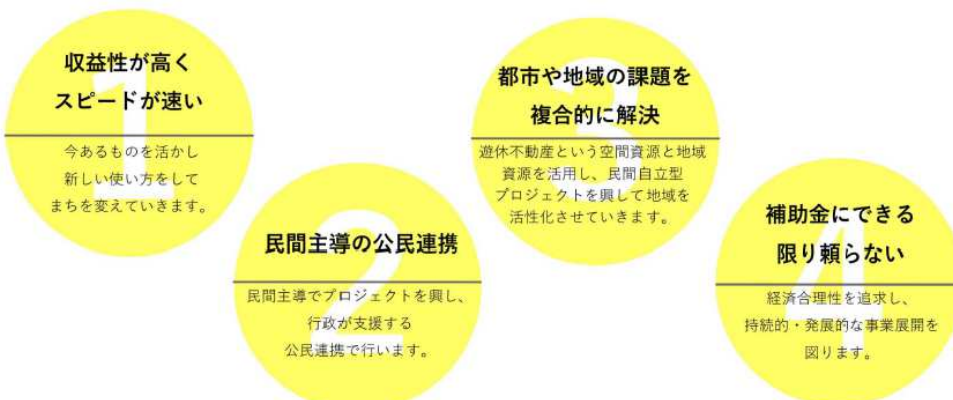 1
収益性が高く
スピードが速い
今あるものを活かし
新しい使い方をして
まちを変えていきます。
2
民間主導の公民連携
民間主導でプロジェクトを興し、
行政が支援する
公民連携で行います。
3
都市や地域の課題を
複合的に解決
遊休不動産という空間資源と地域
資源を活用し、民間自立型
プロジェクトを興して地域を
活性化させていきます。
4
補助金にできる
限り頼らない
経済合理性を追求し、
持続的・発展的な事業展開を
図ります。